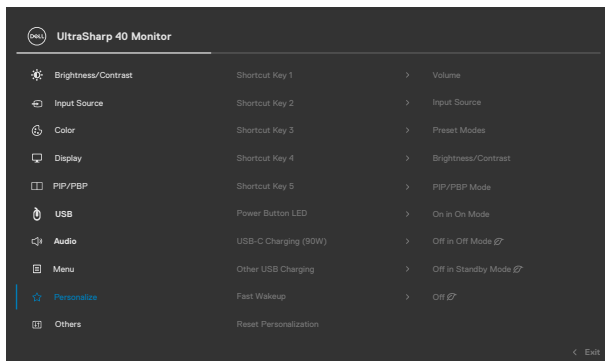 DELL UltraSharp 40 Monitor
Brightness/Contrast Shortcut Key 1 > Volume
Input Source Shortcut Key 2 > Input Source
Color Shortcut Key 3 > Preset Modes
Display Shortcut Key 4 > Brightness/Contrast
PIP/PBP Shortcut Key 5 > PIP/PBP Mode
USB Power Button LED > On in On Mode
Audio USB-C Charging (90W) > Off in Off Mode
Menu Other USB Charging > Off in Standby Mode
Personalize Fast Wakeup > Off
Others Reset Personalization
< Exit